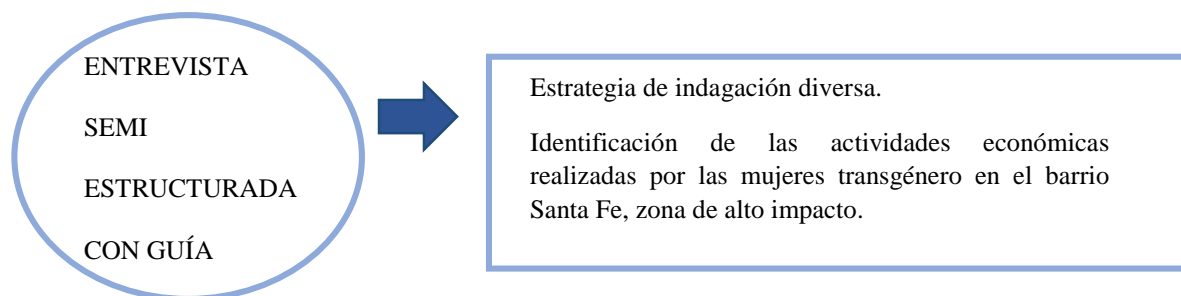 ENTREVISTA
SEMI
ESTRUCTURADA
CON GUÍA
Estrategia de indagación diversa.
Identificación de las actividades económicas
realizadas por las mujeres transgénero en el barrio
Santa Fe, zona de alto impacto.